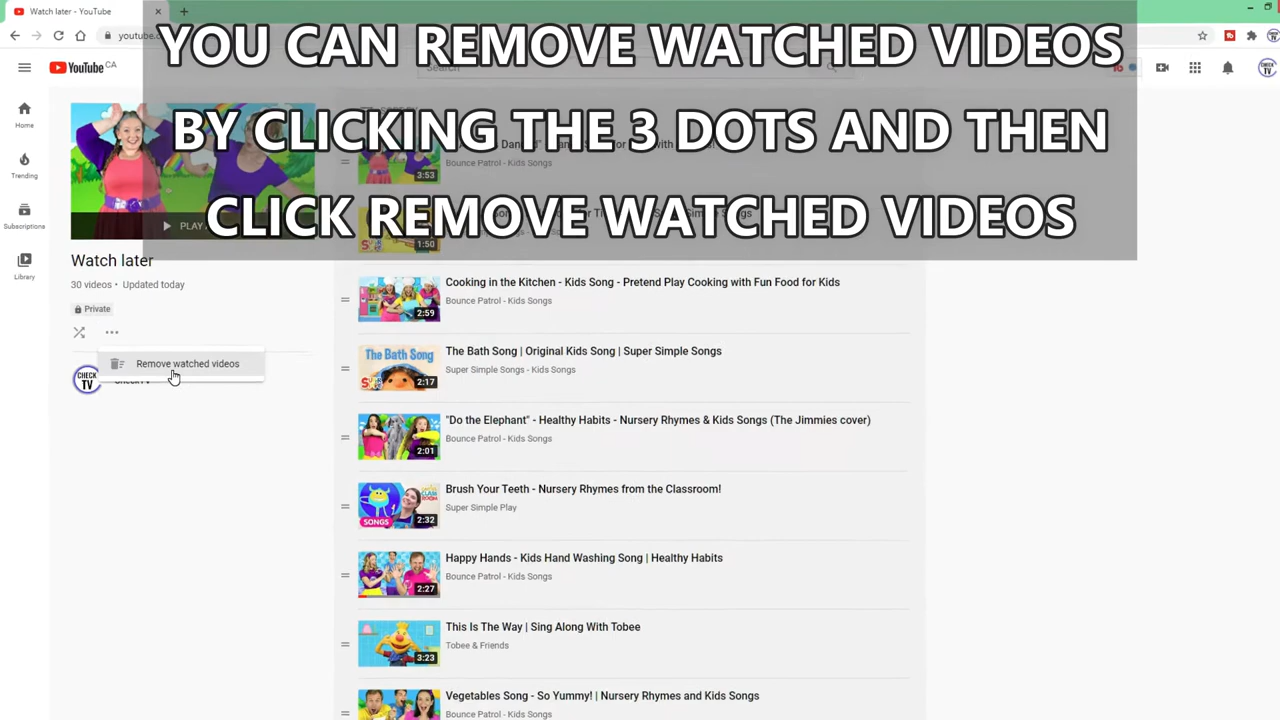 Watch later - YouTube
YOU CAN REMOVE WATCHED VIDEOS
BY CLICKING THE 3 DOTS AND THEN
CLICK REMOVE WATCHED VIDEOS
youtube.
YouTube CA
Search
Home
Trending
Subscriptions
Library
PLAY
Watch later
30 videos • Updated today
Private
Remove watched videos
CHECK TV
Bounce Patrol - Kids Songs
3:53
1:50
Cooking in the Kitchen - Kids Song - Pretend Play Cooking with Fun Food for Kids
Bounce Patrol - Kids Songs
2:59
The Bath Song | Original Kids Song | Super Simple Songs
Super Simple Songs - Kids Songs
The Bath Song
2:17
"Do the Elephant" - Healthy Habits - Nursery Rhymes & Kids Songs (The Jimmies cover)
Bounce Patrol - Kids Songs
2:01
Brush Your Teeth - Nursery Rhymes from the Classroom!
Super Simple Play
SONGS
2:32
Happy Hands - Kids Hand Washing Song | Healthy Habits
Bounce Patrol - Kids Songs
2:27
This Is The Way | Sing Along With Tobee
Tobee & Friends
3:23
Vegetables Song - So Yummy! | Nursery Rhymes and Kids Songs
Bounce Patrol - Kids Songs